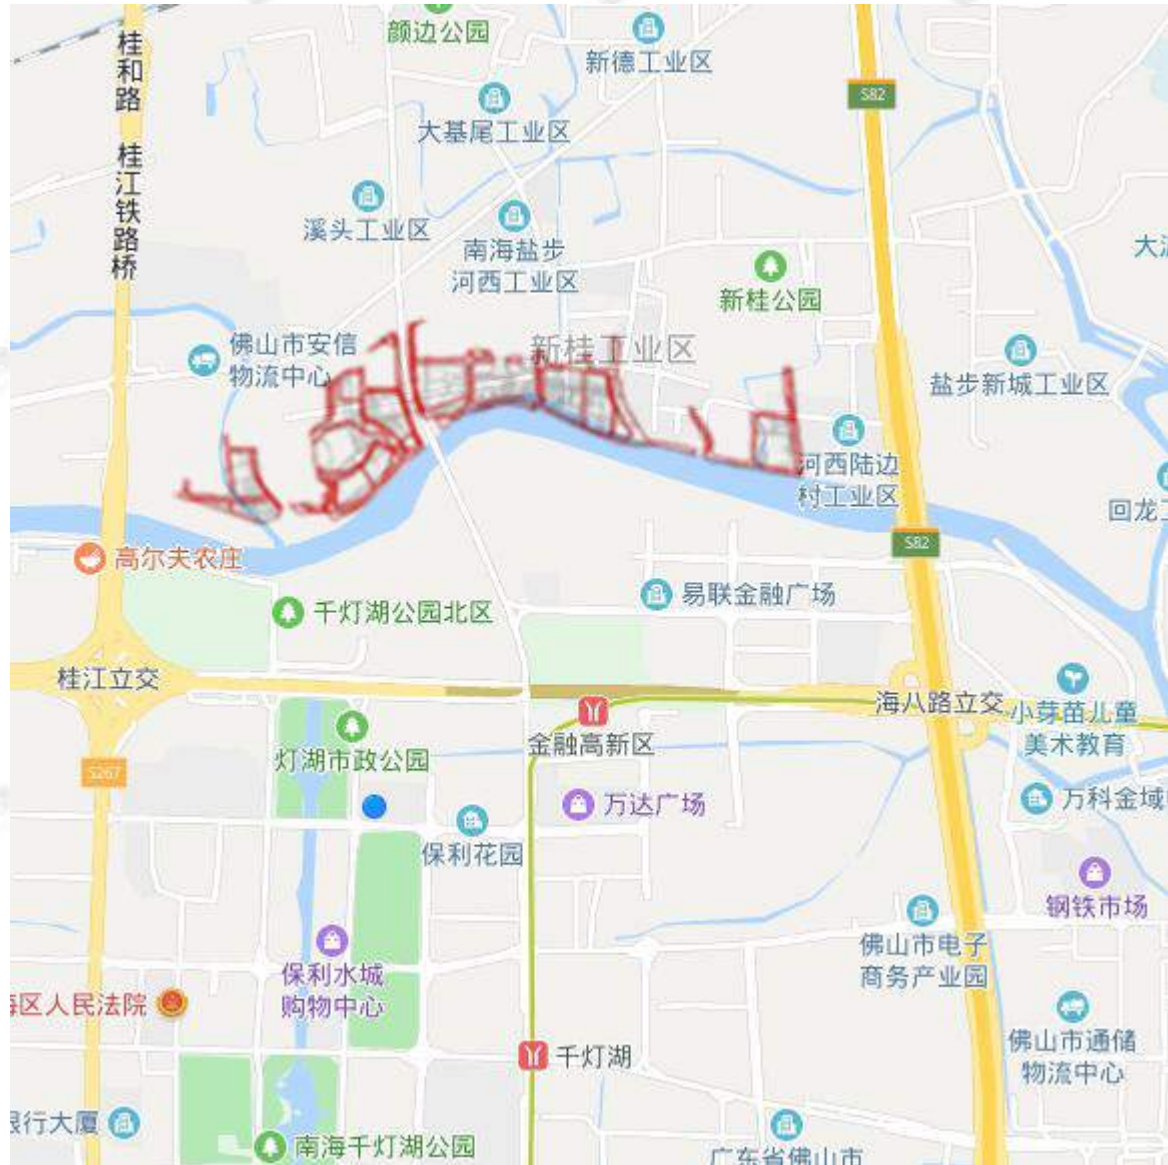 颜边公园
桂和路
新德工业区
S82
大基尾工业区
桂江铁路桥
溪头工业区
南海盐步
河西工业区
新桂公园
佛山市安信
物流中心
新桂工业区
盐步新城工业区
河西陆边
村工业区
回龙
S82
高尔夫农庄
易联金融广场
千灯湖公园北区
桂江立交
海八路立交
小芽苗儿童
美术教育
金融高新区
灯湖市政公园
S267
万达广场
万科金域
保利花园
钢铁市场
佛山市电子
商务产业园
保利水城
购物中心
区人民法院
佛山市通储
物流中心
千灯湖
行大厦
南海千灯湖公园
广东省佛山市